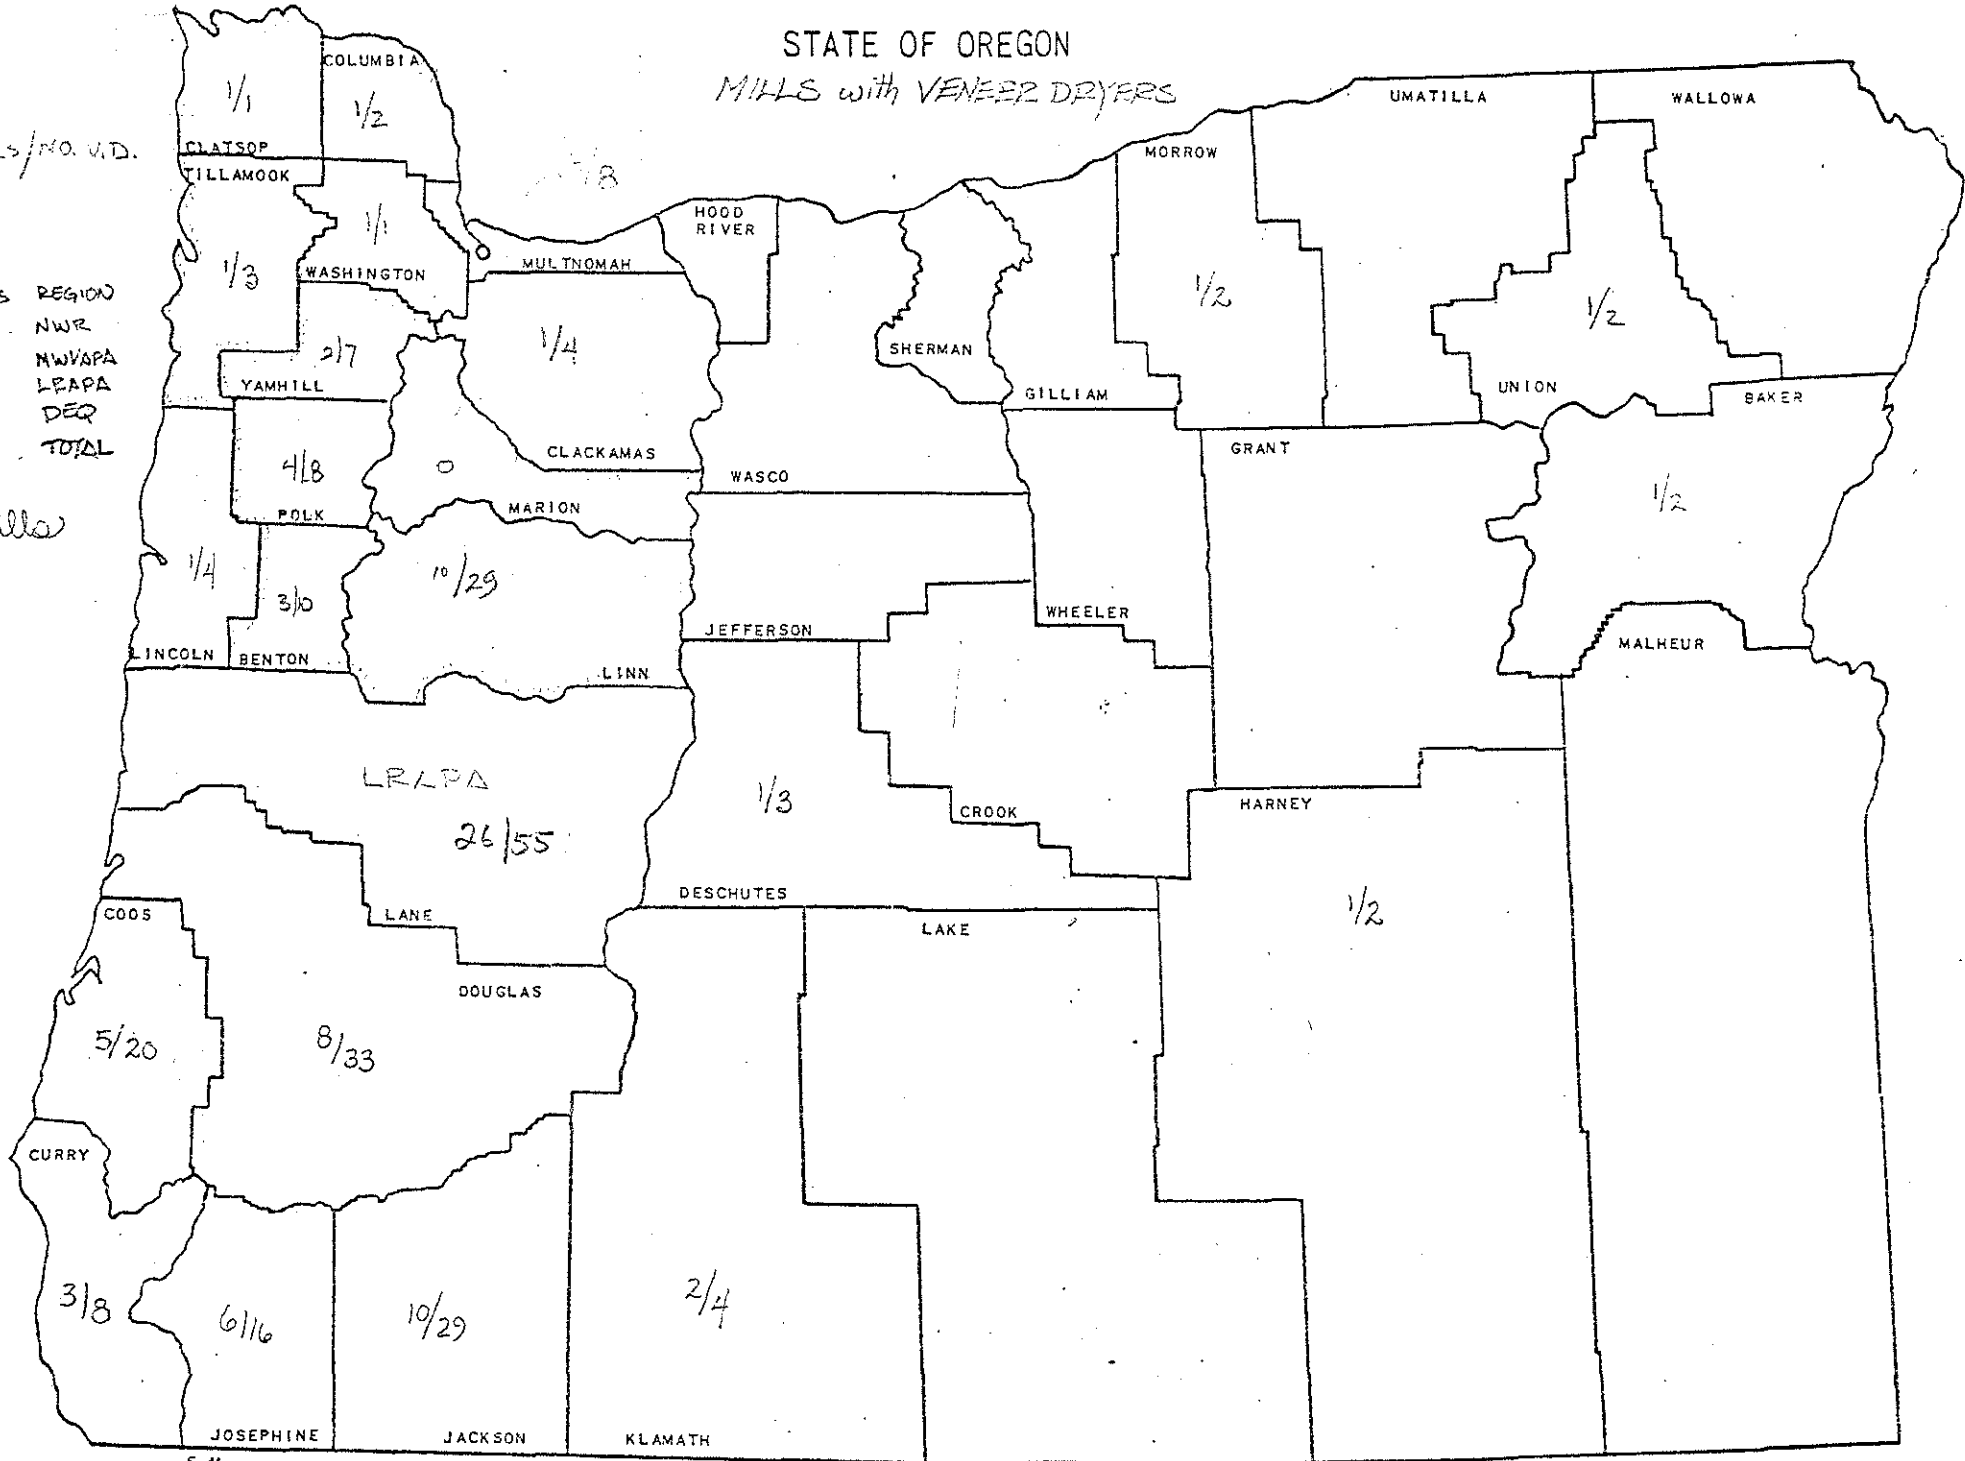 STATE OF OREGON
MILLS with VENEER DRYERS
COLUMBIA
1/1
1/2
CLATSOP
/NO. V.D.
TILLAMOOK
1/3
1/1
WASHINGTON
MULTNOMAH
HOOD
RIVER
MORROW
UMATILLA
WALLOWA
REGION
NWR
MWVAPA
LRAPA
DEQ
TOTAL
2/7
YAMHILL
1/4
CLACKAMAS
SHERMAN
GILLIAM
1/2
1/2
UNION
BAKER
4/8
POLK
0
MARION
WASCO
GRANT
1/2
1/4
LINCOLN
3/10
BENTON
10/29
LINN
JEFFERSON
WHEELER
MALHEUR
LRAPA
26/55
LANE
1/3
DESCHUTES
CROOK
HARNEY
1/2
COOS
5/20
DOUGLAS
8/33
LAKE
CURRY
3/8
6/16
10/29
2/4
JOSEPHINE
JACKSON
KLAMATH